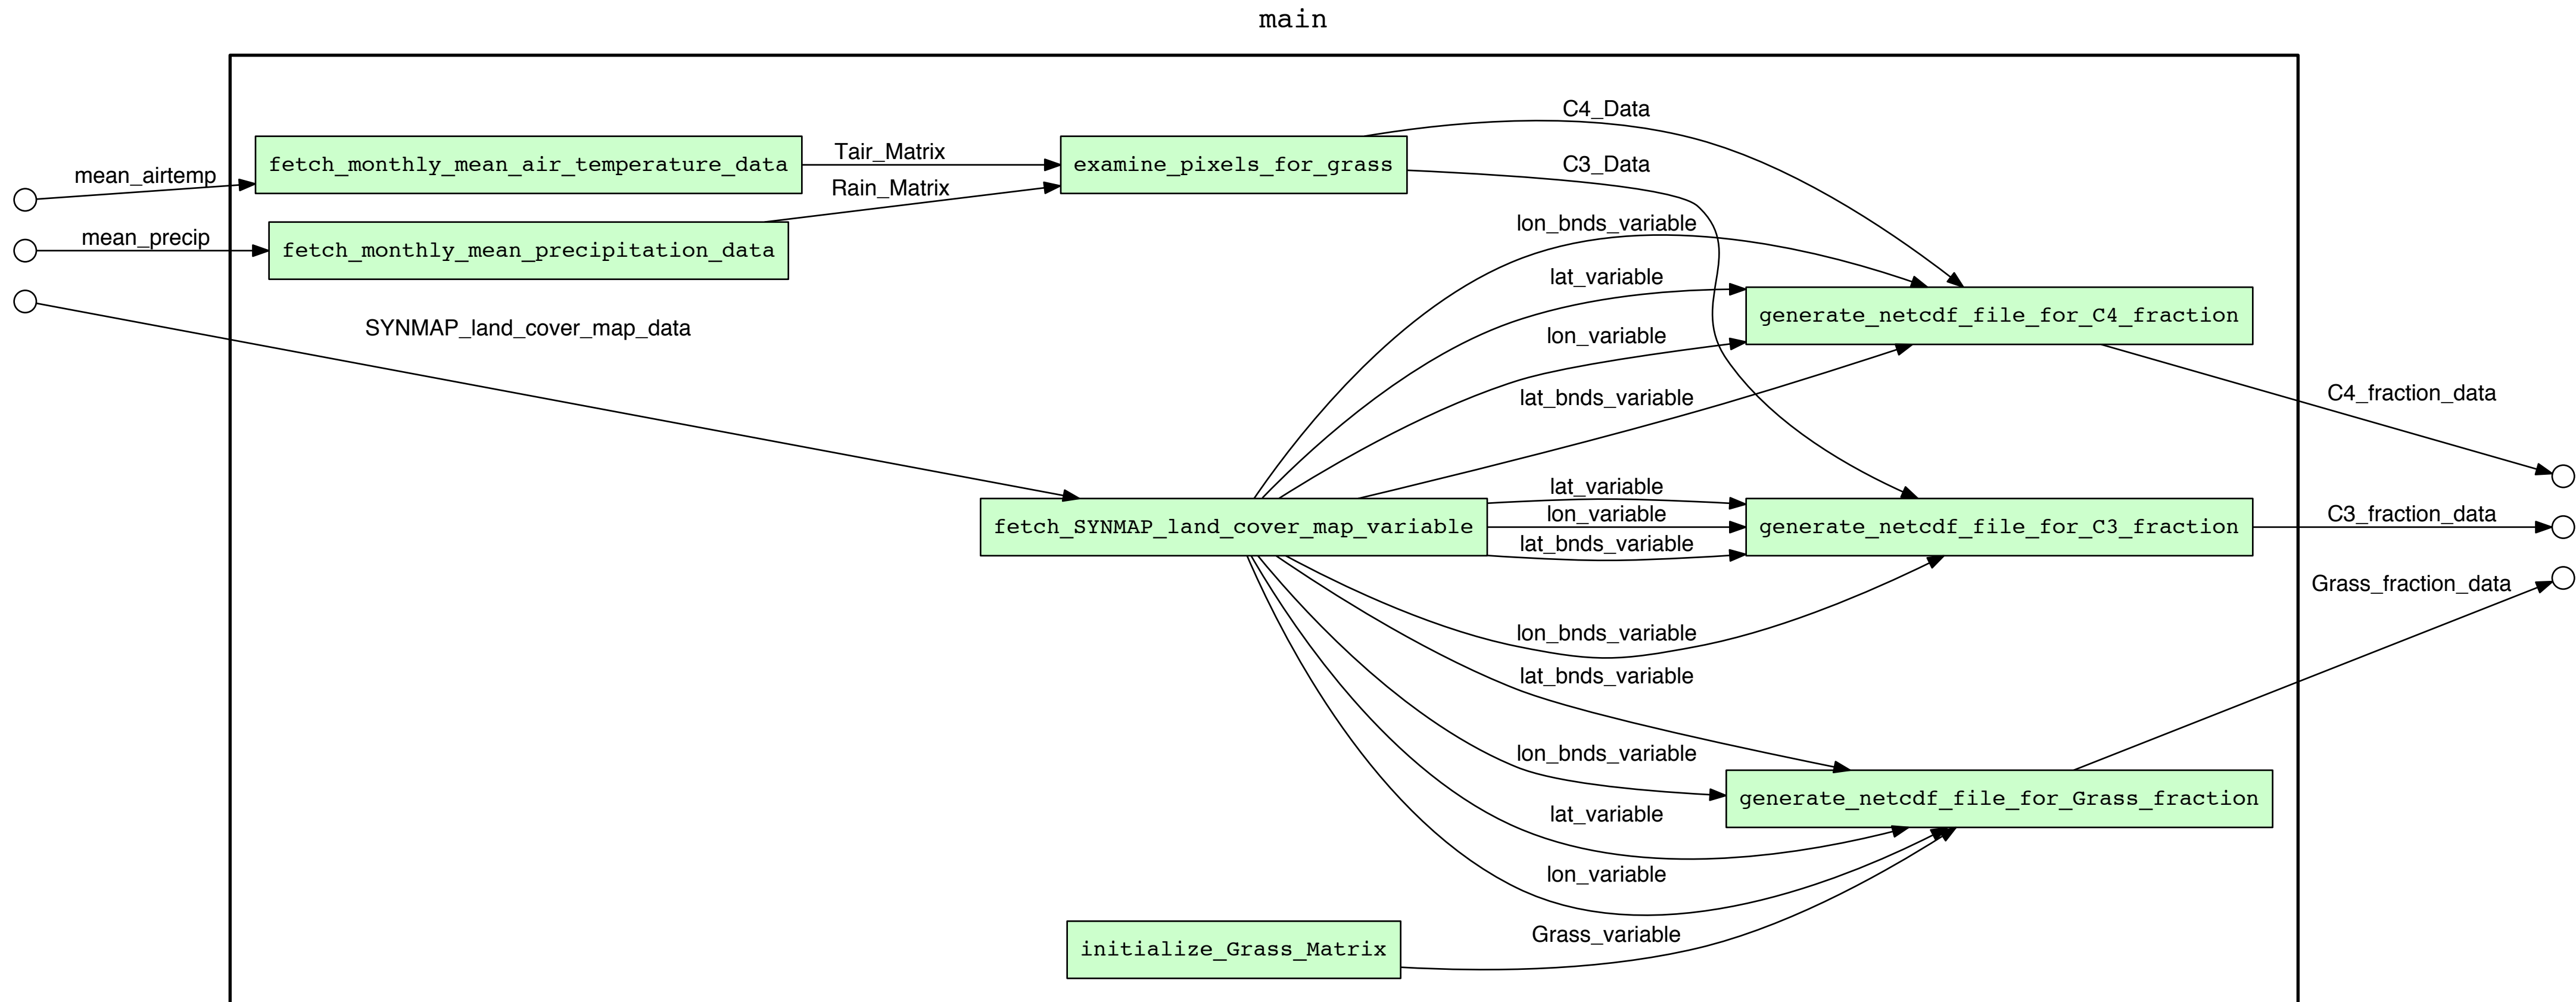 main
C4_Data
Tair_Matrix
fetch_monthly_mean_air_temperature_data
examine_pixels_for_grass
C3_Data
mean_airtemp
Rain_Matrix
lon_bnds_variable
mean_precip
fetch_monthly_mean_precipitation_data
lat_variable
generate_netcdf_file_for_C4_fraction
SYNMAP_land_cover_map_data
lon_variable
lat_bnds_variable
C4_fraction_data
lat_variable
fetch_SYNMAP_land_cover_map_variable
lon_variable
generate_netcdf_file_for_C3_fraction
C3_fraction_data
lat_bnds_variable
Grass_fraction_data
lon_bnds_variable
lat_bnds_variable
lon_bnds_variable
generate_netcdf_file_for_Grass_fraction
lat_variable
lon_variable
Grass_variable
initialize_Grass_Matrix